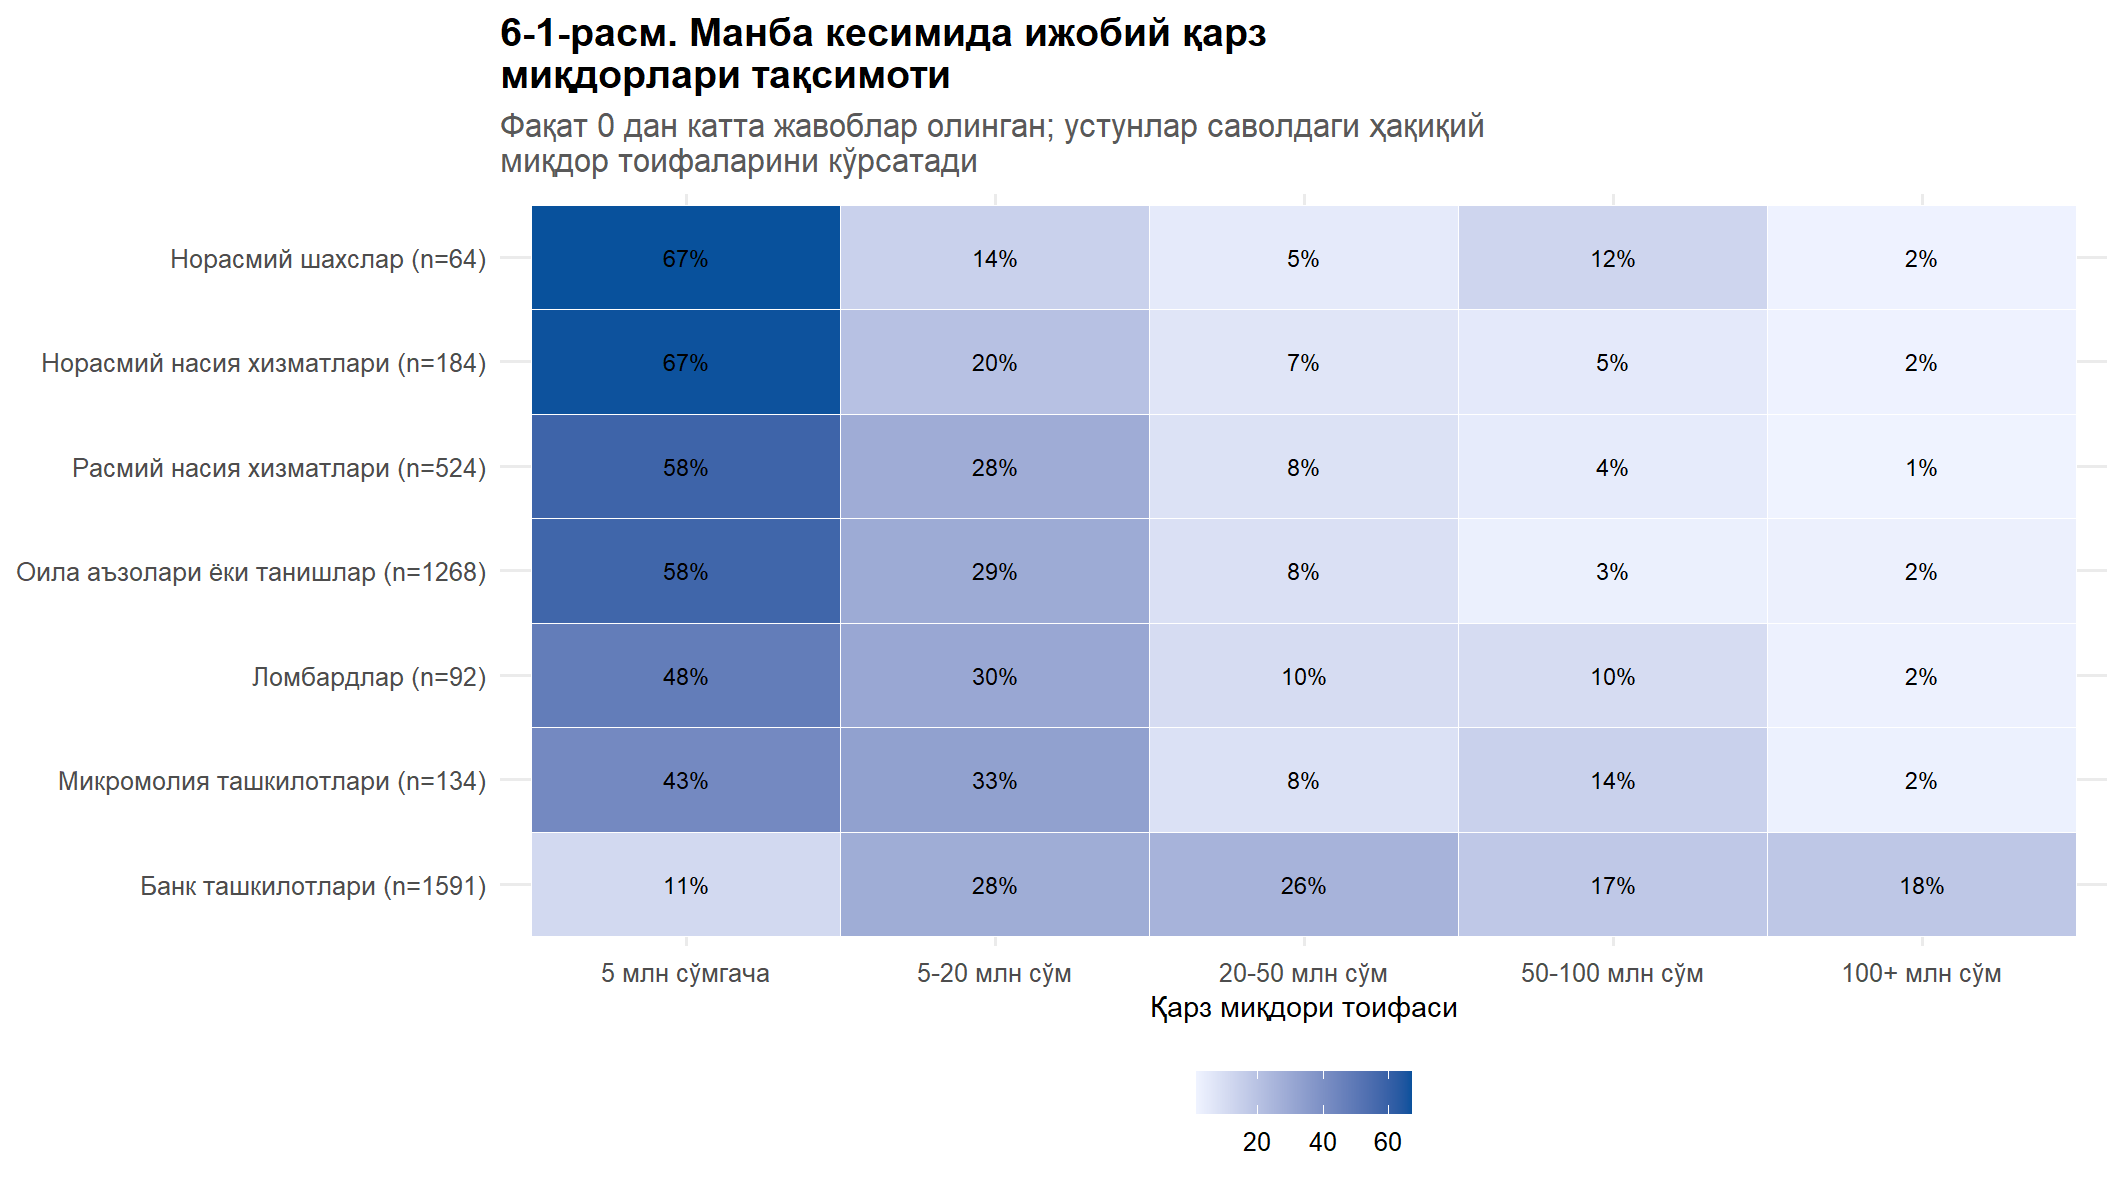 6-1-расм. Манба кесимида ижобий қарз
миқдорлари тақсимоти
Фақат 0 дан катта жавоблар олинган; устунлар саволдаги ҳақиқий
миқдор тоифаларини кўрсатади
Норасмий шахслар (n=64) 67% 14% 5% 12% 2%
Норасмий насия хизматлари (n=184) 67% 20% 7% 5% 2%
Расмий насия хизматлари (n=524) 58% 28% 8% 4% 1%
Оила аъзолари ёки танишлар (n=1268) 58% 29% 8% 3% 2%
Ломбардлар (n=92) 48% 30% 10% 10% 2%
Микромолия ташкилотлари (n=134) 43% 33% 8% 14% 2%
Банк ташкилотлари (n=1591) 11% 28% 26% 17% 18%
5 млн сўмгача 5-20 млн сўм 20-50 млн сўм 50-100 млн сўм 100+ млн сўм
Қарз миқдори тоифаси
20 40 60